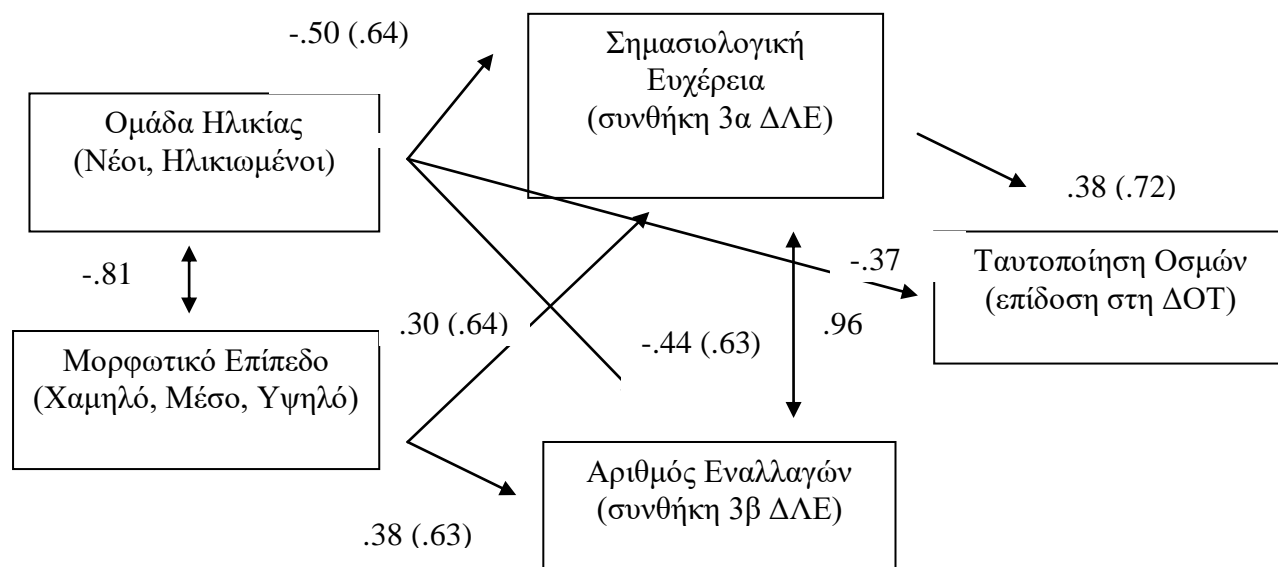 -.50 (.64)
Σημασιολογική
Ευχέρεια
(συνθήκη 3α ΔΛΕ)
Ομάδα Ηλικίας
(Νέοι, Ηλικιωμένοι)
.38 (.72)
-.81
-.37
Ταυτοποίηση Οσμών
(επίδοση στη ΔΟΤ)
.30 (.64)
-.44 (.63)
.96
Μορφωτικό Επίπεδο
(Χαμηλό, Μέσο, Υψηλό)
Αριθμός Εναλλαγών
(συνθήκη 3β ΔΛΕ)
.38 (.63)